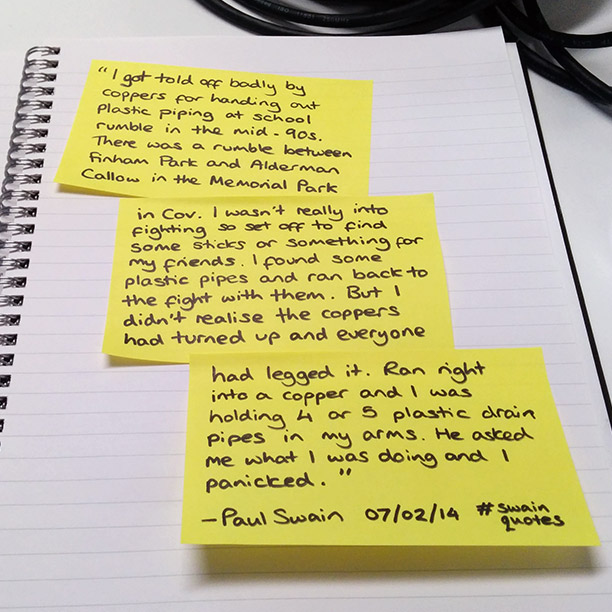 "I got told off badly by
coppers for handing out
plastic piping at school
rumble in the mid-90s.
There was a rumble between
Finham Park and Alderman
Callow in the Memorial Park
in Cov. I wasn't really into
fighting so set off to find
some sticks or something for
my friends. I found some
plastic pipes and ran back to
the fight with them. But I
didn't realise the coppers
had turned up and everyone
had legged it. Ran right
into a copper and I was
holding 4 or 5 plastic drain
pipes in my arms. He asked
me what I was doing and I
panicked."
-Paul Swain 07/02/14 #swain
quotes